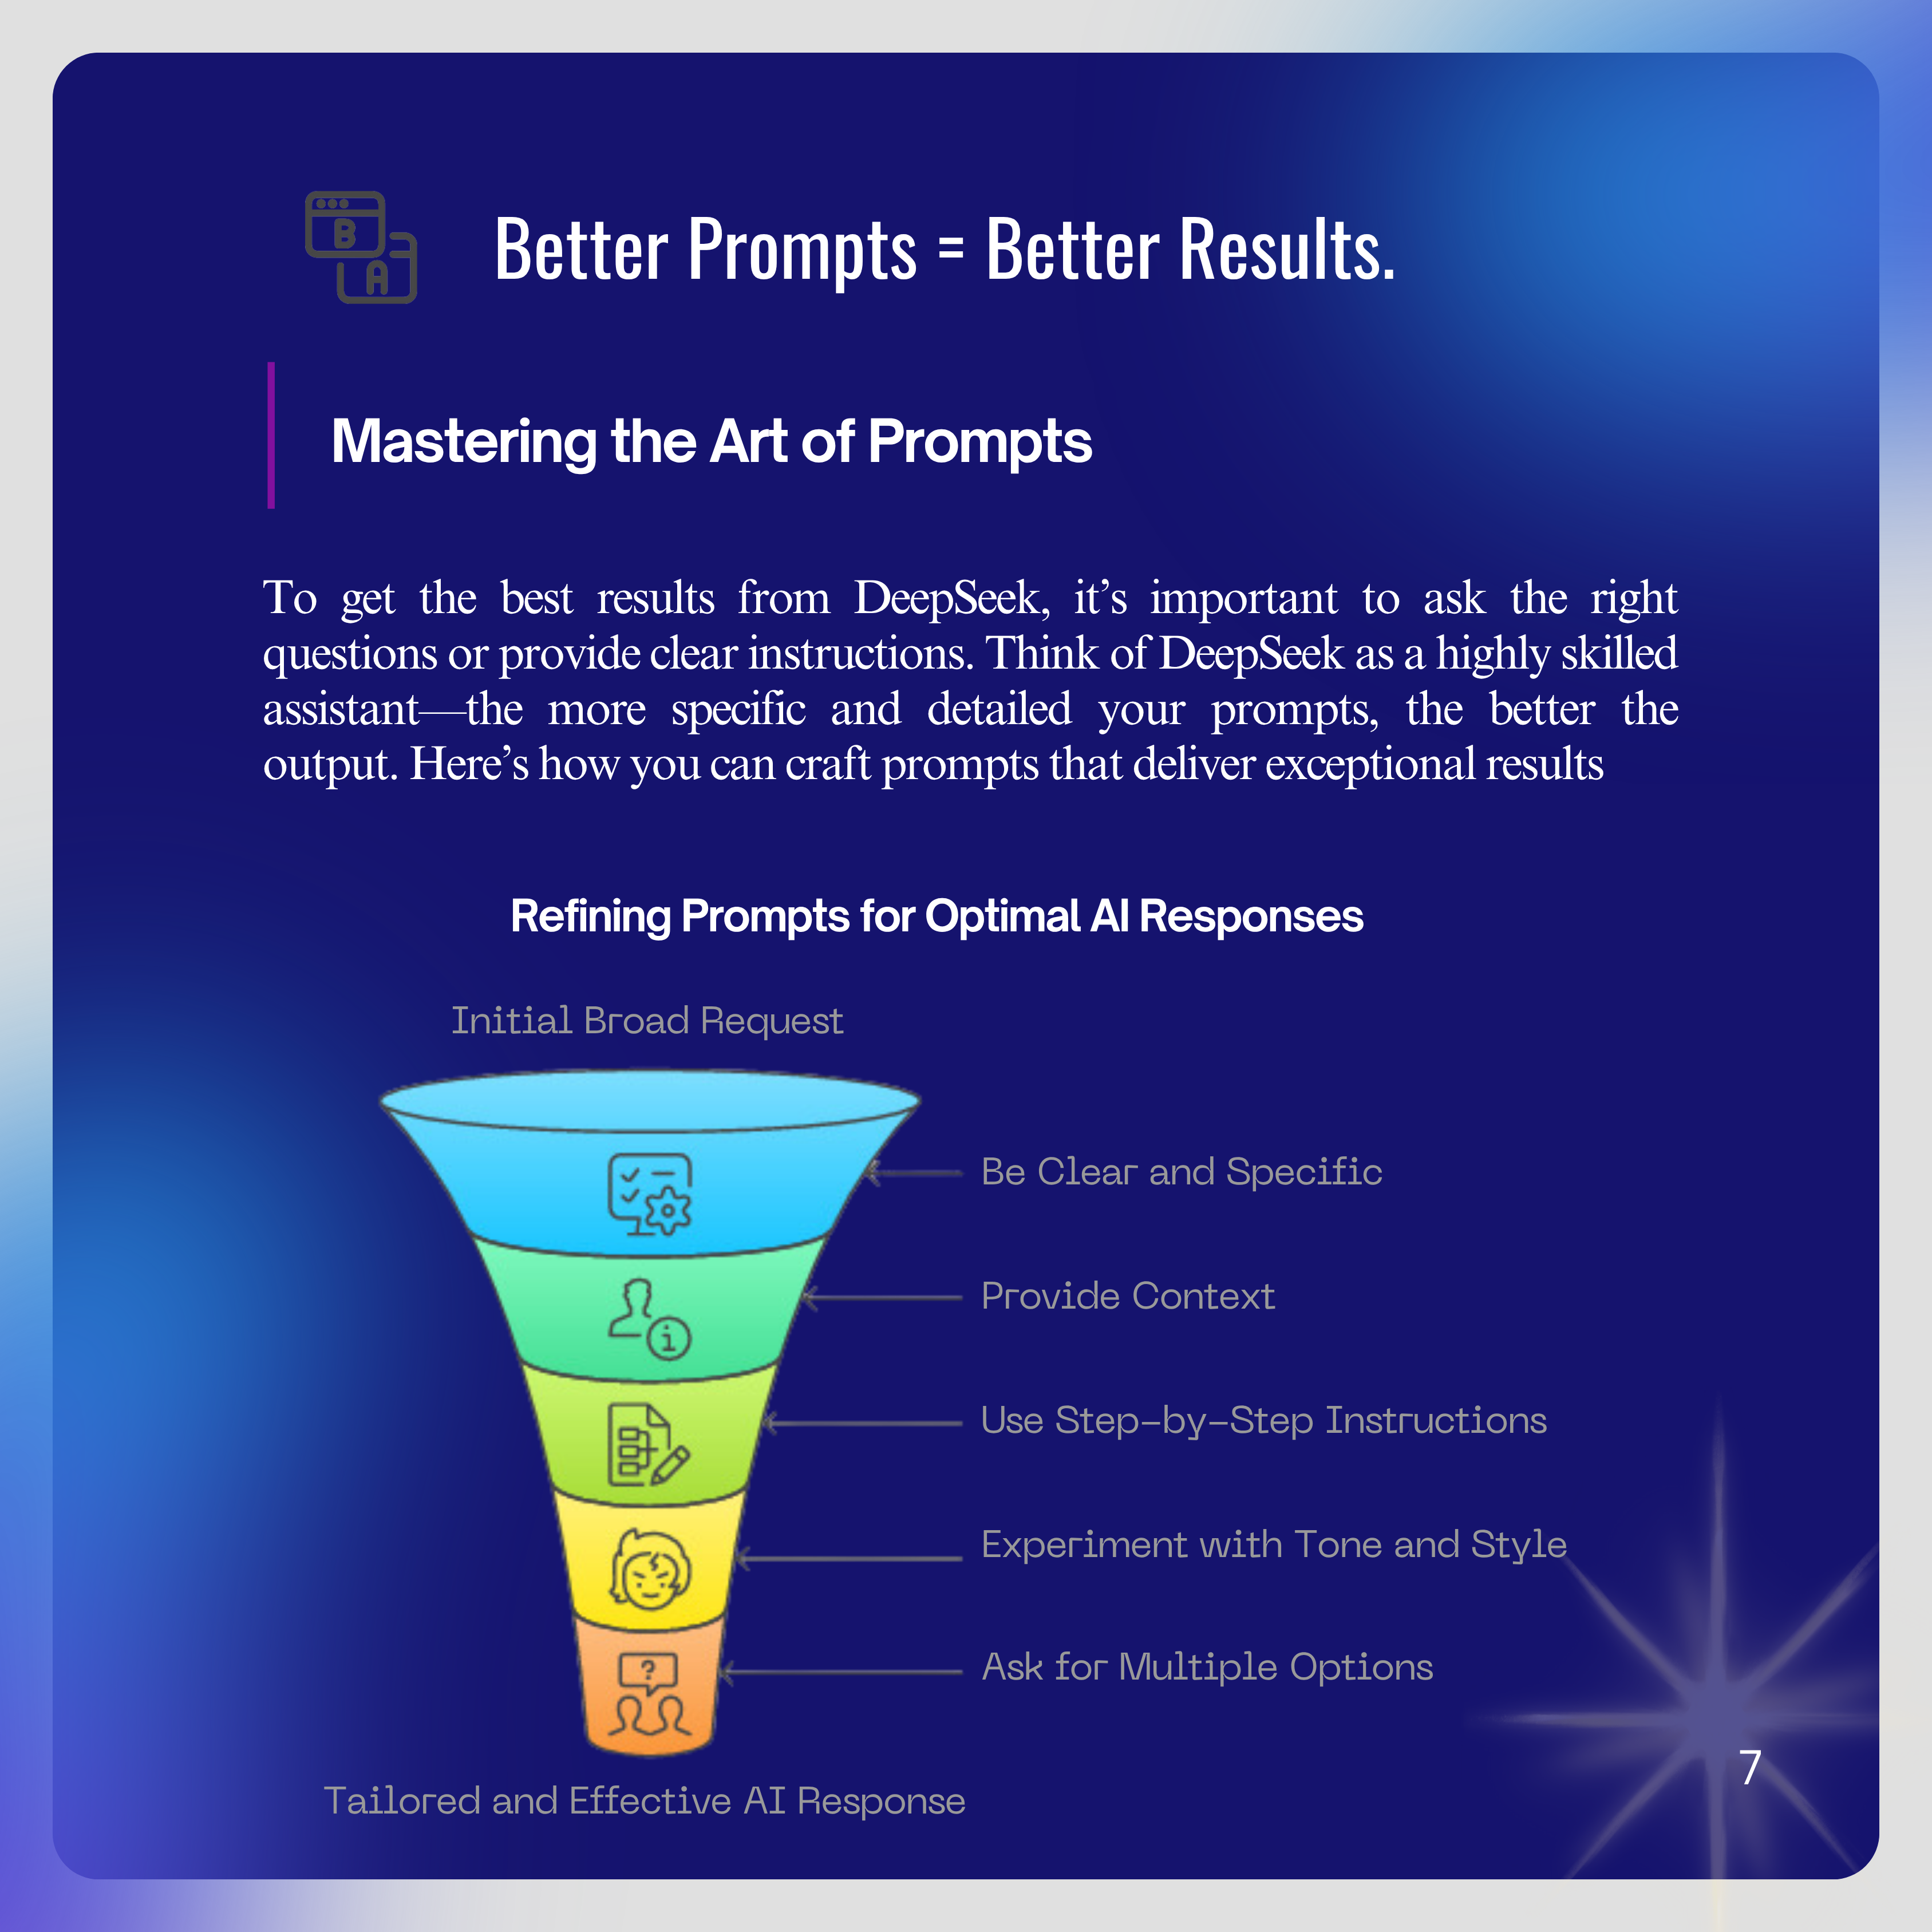 B
A
Better Prompts = Better Results.
Mastering the Art of Prompts
To get the best results from DeepSeek, it’s important to ask the right
questions or provide clear instructions. Think of DeepSeek as a highly skilled
assistant—the more specific and detailed your prompts, the better the
output. Here’s how you can craft prompts that deliver exceptional results
Refining Prompts for Optimal AI Responses
Initial Broad Request
Be Clear and Specific
Provide Context
i
Use Step-by-Step Instructions
Experiment with Tone and Style
?
Ask for Multiple Options
7
Tailored and Effective AI Response